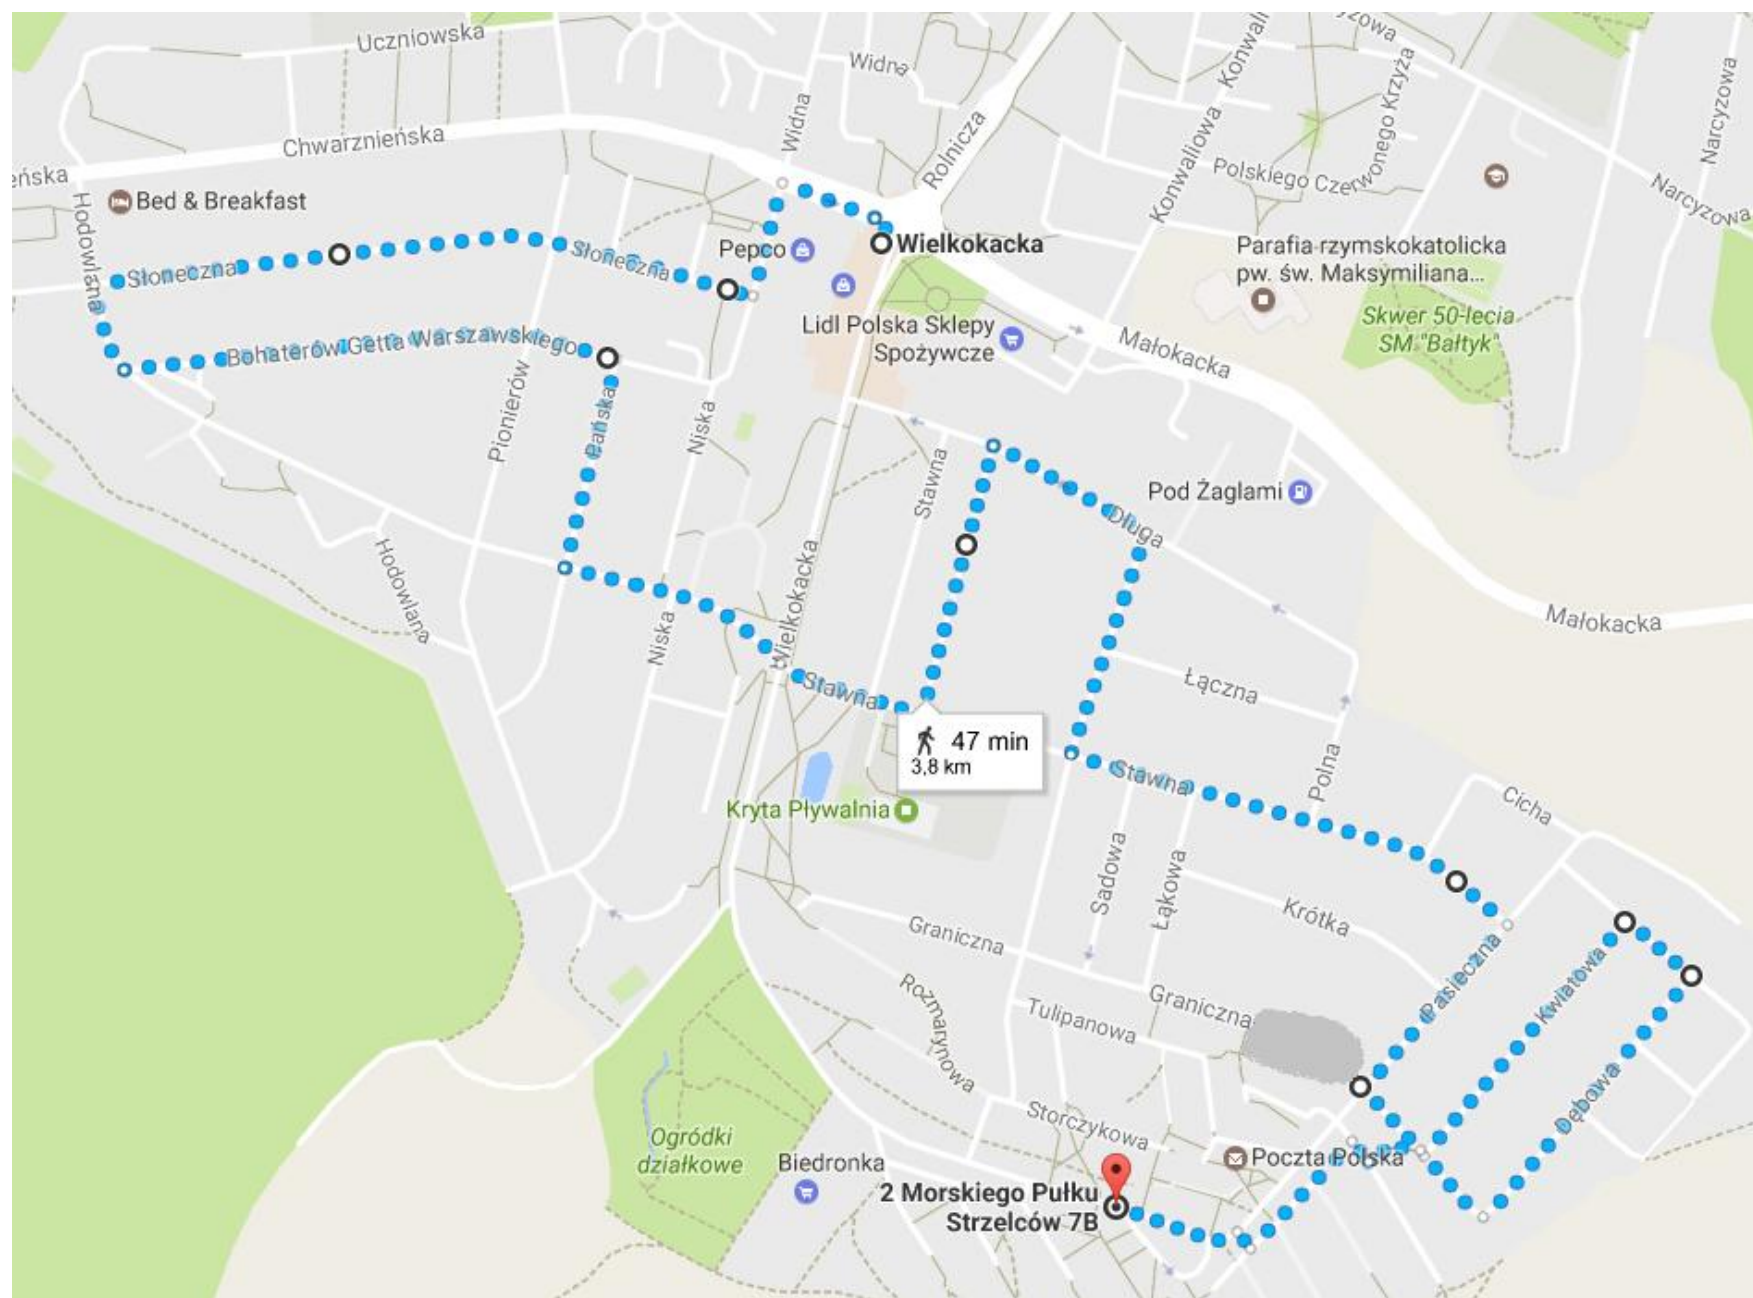 Uczniowska
yzowa
Widna
Konwali
Chwarznieńska
Widna
Rolnicza
Konwaliowa
Polskiego Czerwonego Krzyża
Narcyzowa
Narcyzowa
eńska
Bed & Breakfast
Hodowlana
Słoneczna
Słoneczna
Pepco
Wielkokacka
Parafia rzymskokatolicka
pw. św. Maksymiliana...
Skwer 50-lecia
SM "Bałtyk"
Lidl Polska Sklepy
Spożywcze
Małokacka
Bohaterów Getta Warszawskiego
Pionierów
Pańska
Niska
Stawna
Pod Żaglami
Długa
Hodowlana
Wielkokacka
Niska
Małokacka
Łączna
Stawna
47 min
3,8 km
Stawna
Polna
Cicha
Kryta Pływalnia
Sadowa
Łąkowa
Krótka
Graniczna
Pasieczna
Kwiatowa
Rozmarynowa
Tulipanowa
Graniczna
Dębowa
Storczykowa
Ogródki
działkowe
Biedronka
Poczta Polska
2 Morskiego Pułku
Strzelców 7B